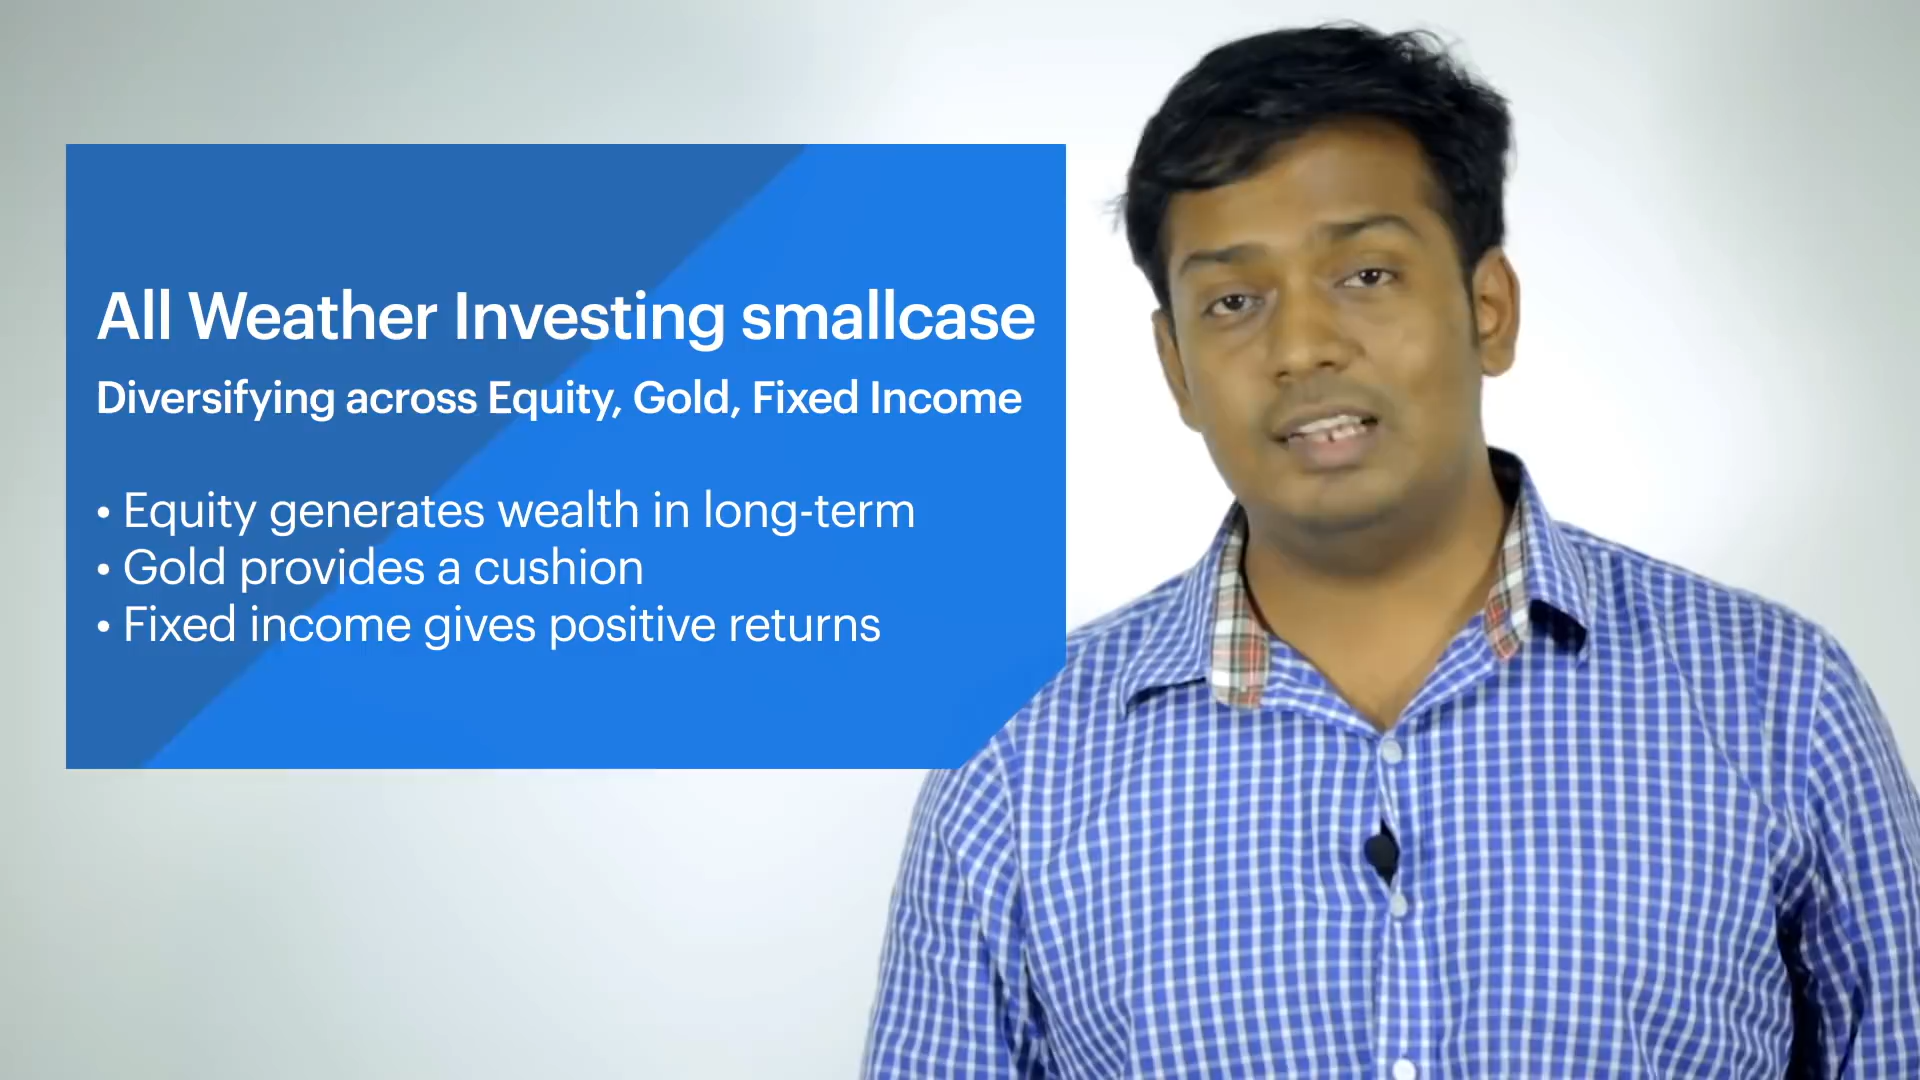 All Weather Investing smallcase
Diversifying across Equity, Gold, Fixed Income
• Equity generates wealth in long-term
• Gold provides a cushion
• Fixed income gives positive returns